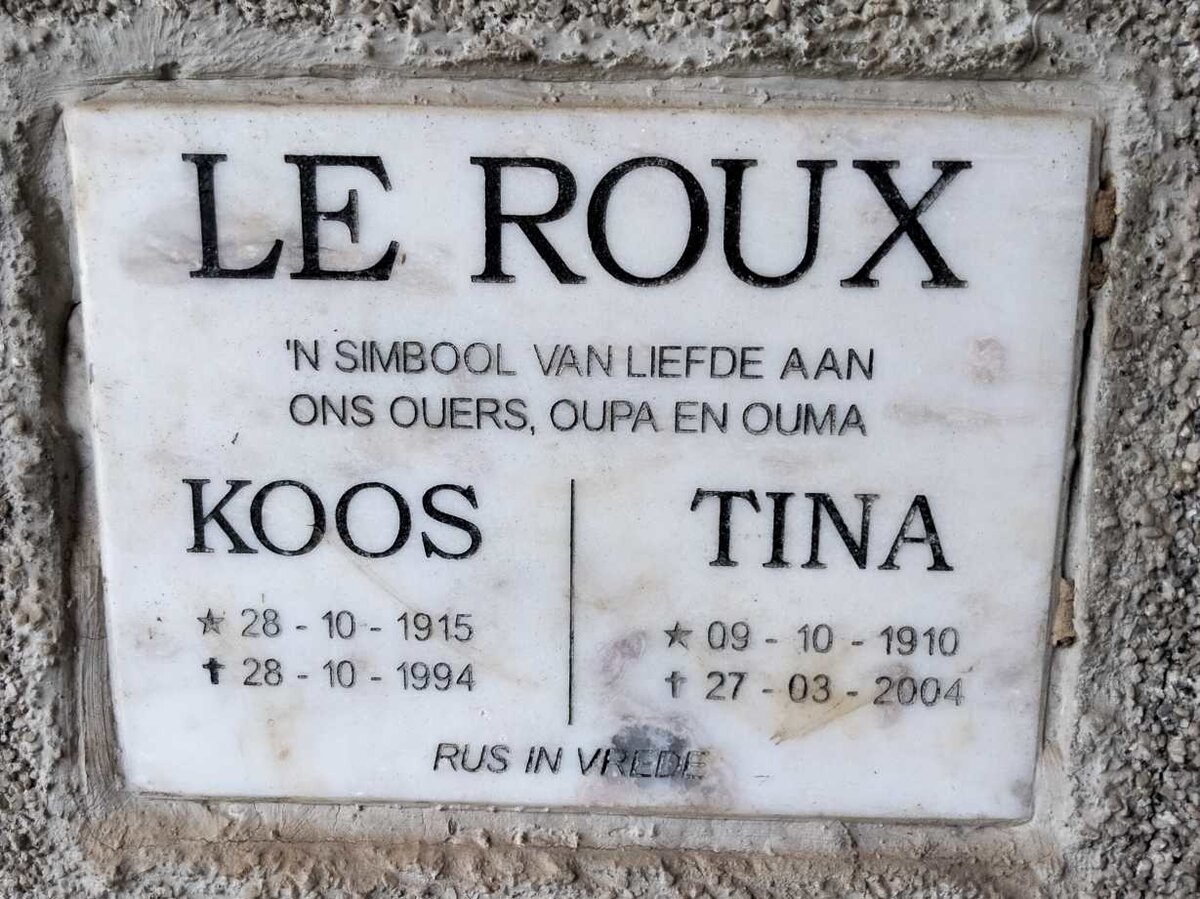 LE ROUX
'N SIMBOOL VAN LIEFDE AAN
ONS OUERS, OUPA EN OUMA
KOOS
☆ 28 - 10 - 1915
✝ 28 - 10 - 1994
TINA
☆ 09 - 10 - 1910
✝ 27 - 03 - 2004
RUS IN VREDE